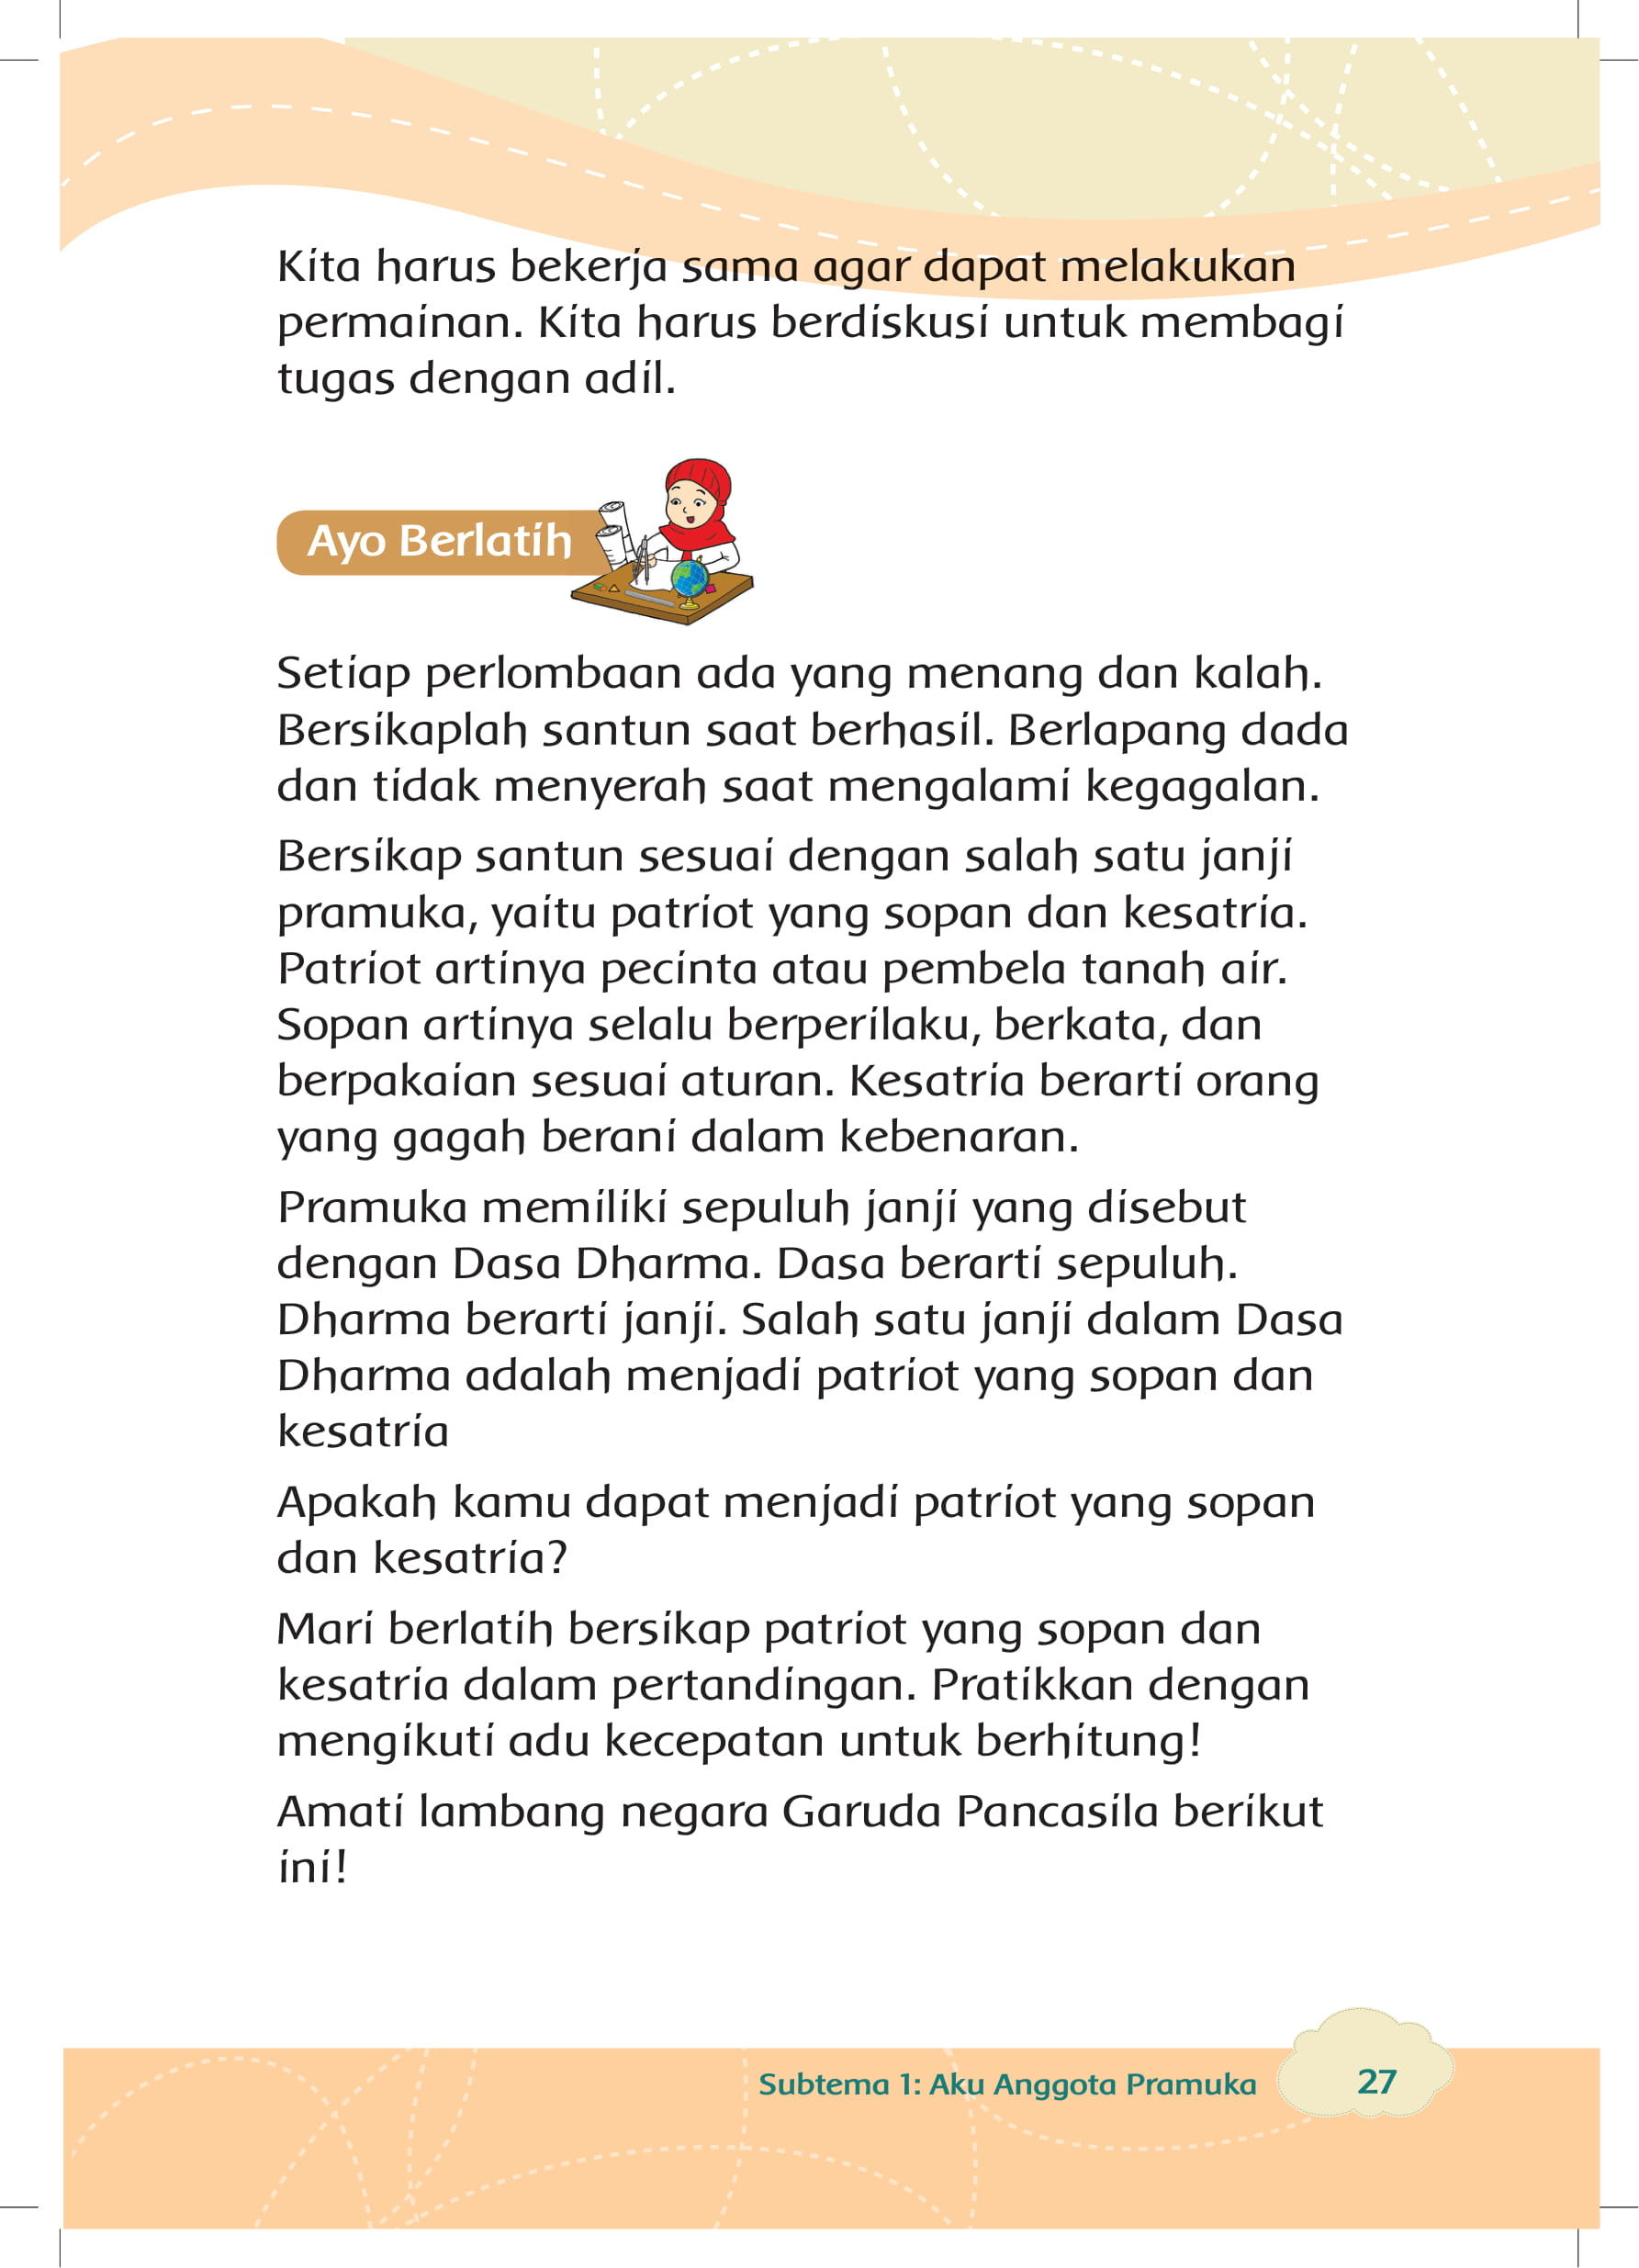 Kita harus bekerja sama agar dapat melakukan
permainan. Kita harus berdiskusi untuk membagi
tugas dengan adil.
Ayo Berlatih
Setiap perlombaan ada yang menang dan kalah.
Bersikaplah santun saat berhasil. Berlapang dada
dan tidak menyerah saat mengalami kegagalan.
Bersikap santun sesuai dengan salah satu janji
pramuka, yaitu patriot yang sopan dan kesatria.
Patriot artinya pecinta atau pembela tanah air.
Sopan artinya selalu berperilaku, berkata, dan
berpakaian sesuai aturan. Kesatria berarti orang
yang gagah berani dalam kebenaran.
Pramuka memiliki sepuluh janji yang disebut
dengan Dasa Dharma. Dasa berarti sepuluh.
Dharma berarti janji. Salah satu janji dalam Dasa
Dharma adalah menjadi patriot yang sopan dan
kesatria
Apakah kamu dapat menjadi patriot yang sopan
dan kesatria?
Mari berlatih bersikap patriot yang sopan dan
kesatria dalam pertandingan. Pratikkan dengan
mengikuti adu kecepatan untuk berhitung!
Amati lambang negara Garuda Pancasila berikut
ini!
Subtema 1: Aku Anggota Pramuka
27